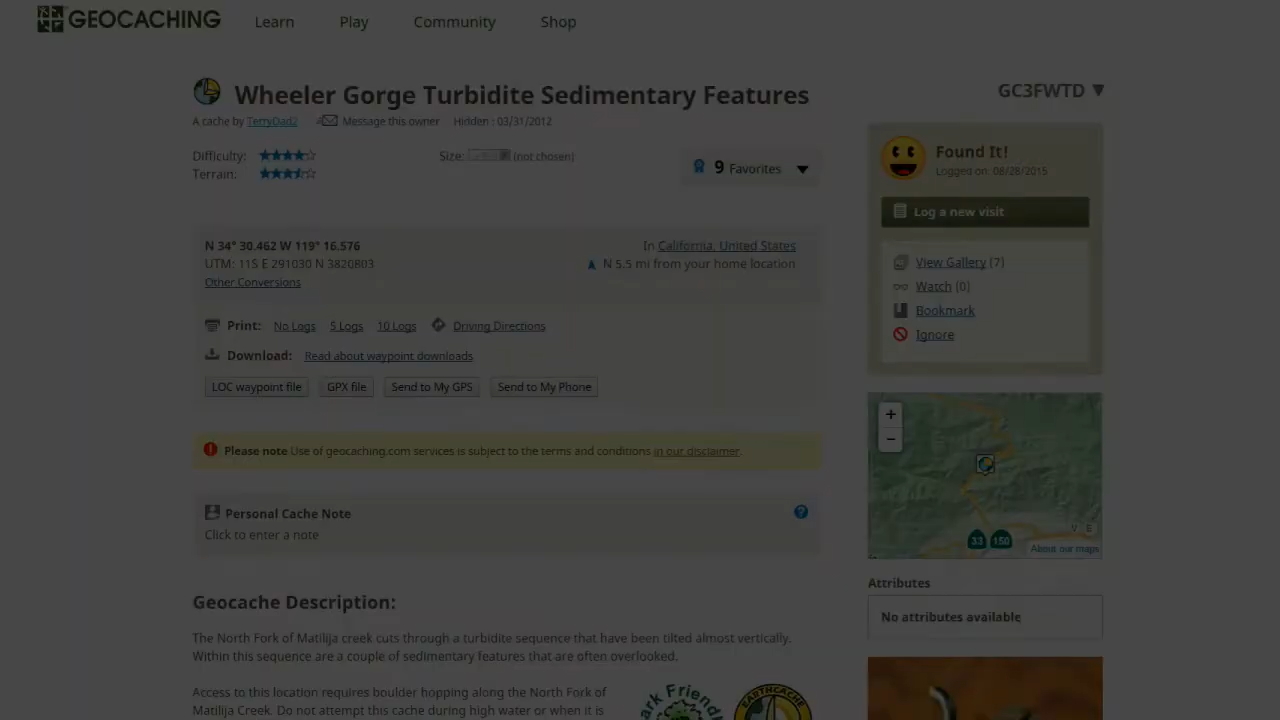 GEOCACHING Learn Play Community Shop
Wheeler Gorge Turbidite Sedimentary Features
GC3FWTD
A cache by TerryDad2 Message this owner Hidden : 03/31/2012
Difficulty:
Size: (not chosen)
Terrain:
9 Favorites
Found It!
Logged on: 08/28/2015
Log a new visit
View Gallery (7)
Watch (0)
Bookmark
Ignore
N 34° 30.462 W 119° 16.576
UTM: 11S E 291030 N 3820803
Other Conversions
In California, United States
N 5.5 mi from your home location
Print: No Logs 5 Logs 10 Logs Driving Directions
Download: Read about waypoint downloads
LOC waypoint file GPX file Send to My GPS Send to My Phone
Please note Use of geocaching.com services is subject to the terms and conditions in our disclaimer.
Personal Cache Note
Click to enter a note
+
−
V E
33 150
About our maps
Attributes
No attributes available
Geocache Description:
The North Fork of Matilija creek cuts through a turbidite sequence that have been tilted almost vertically.
Within this sequence are a couple of sedimentary features that are often overlooked.
Access to this location requires boulder hopping along the North Fork of
Matilija Creek. Do not attempt this cache during high water or when it is
ark Friendl
EARTHCACHE